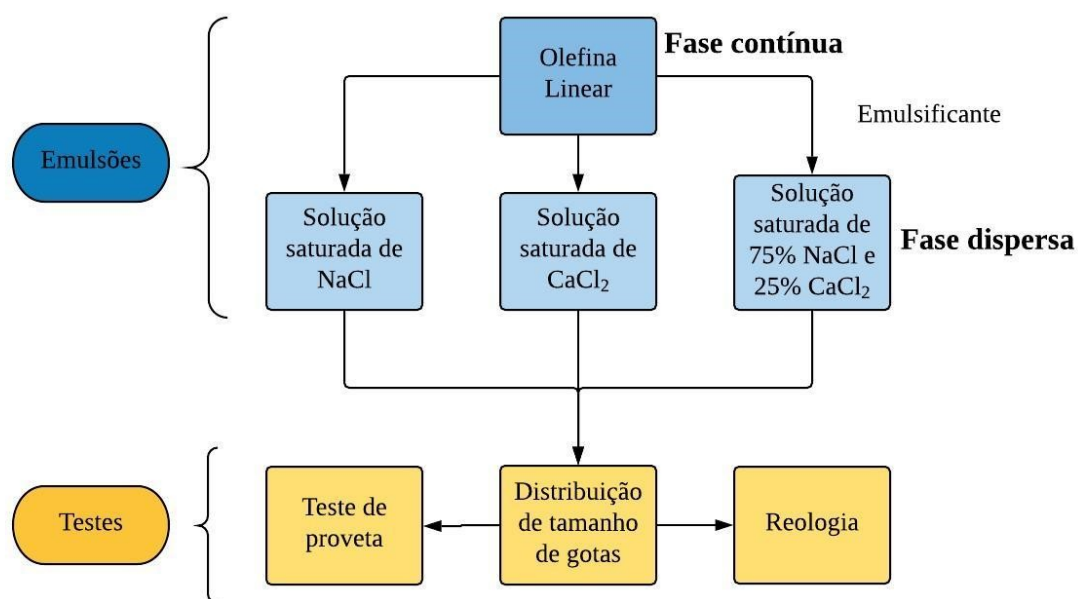 Olefina
Linear
Fase contínua
Emulsificante
Emulsões
Solução
saturada de
NaCl
Solução
saturada de
CaCl₂
Solução
saturada de
75% NaCl e
25% CaCl₂
Fase dispersa
Testes
Teste de
proveta
Distribuição
de tamanho
de gotas
Reologia